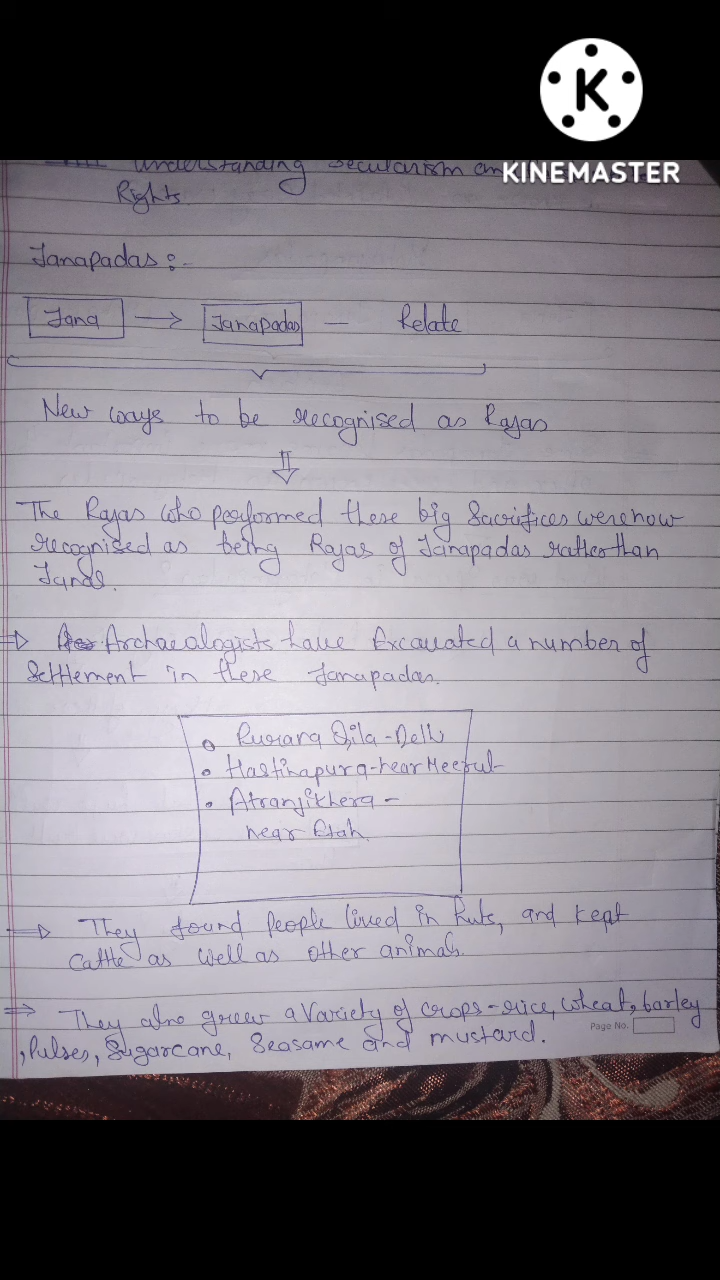 K
KINEMASTER
Understanding Secularism
Rights
Janapadas :-
Jana → Janapadas — Relate
New ways to be recognised as Rajas
⇓
The Rajas who performed these big Sacrifices were now
recognised as being Rajas of Janapadas rather than
Janas.
⇒ Archaeologists have Excavated a number of
Settlement in these Janapadas.
• Purana Qila - Delhi
• Hastinapura - near Meerut
• Atranjikhera -
near Etah
⇒ They found People lived in huts, and kept
Cattle as well as other animals.
⇒ They also grew a variety of crops - rice, wheat, barley
, Pulses, Sugarcane, Seasame and mustard.
Page No.